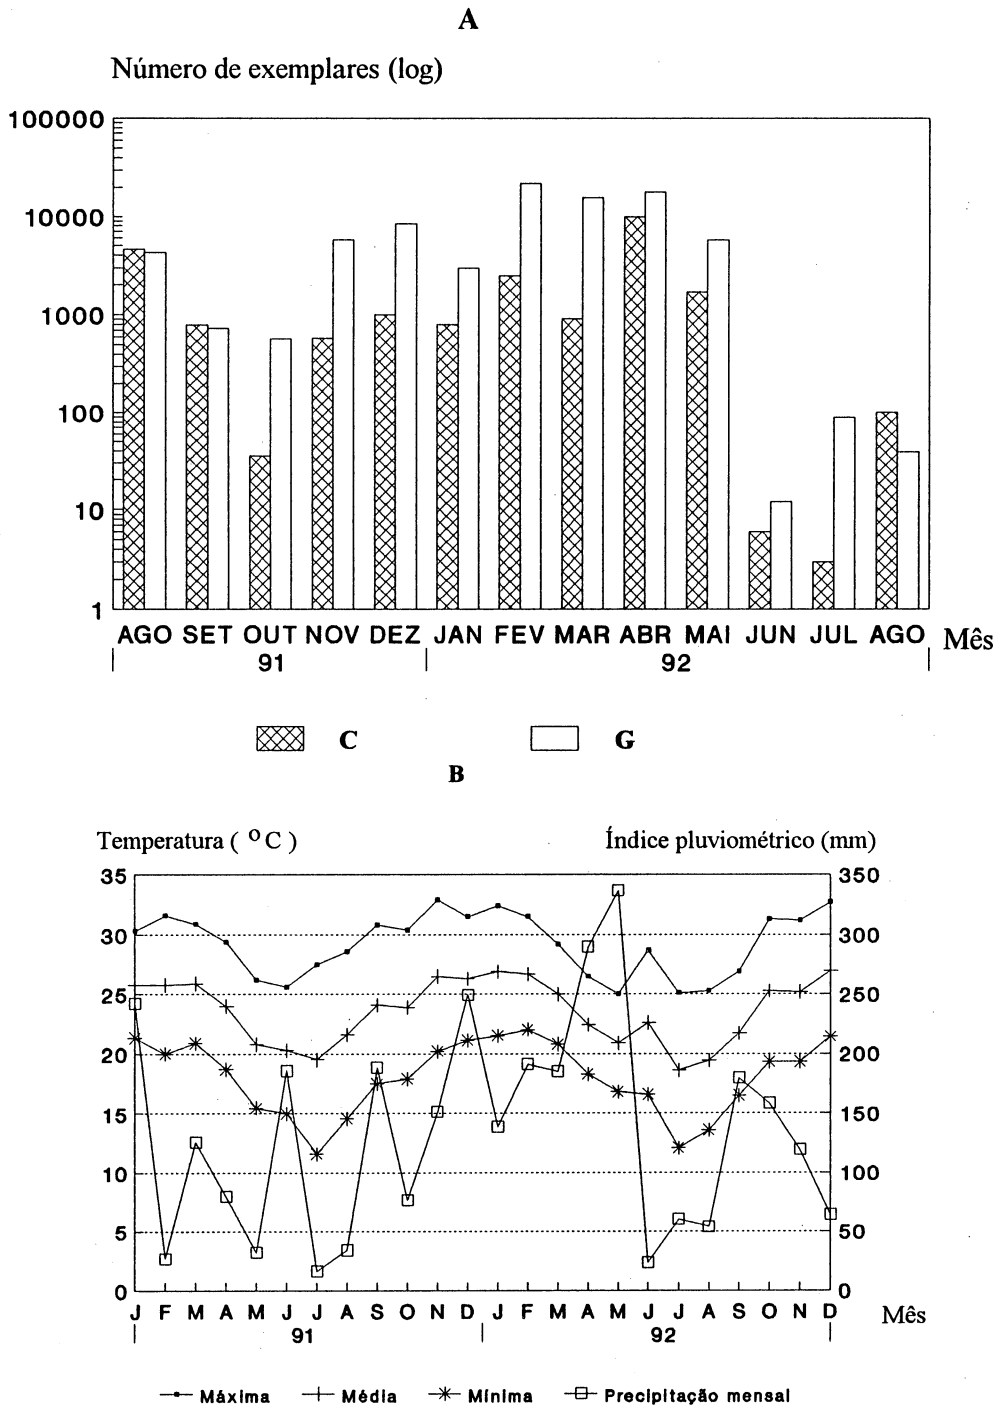 A
Número de exemplares (log)
100000
10000
1000
100
10
1
AGO SET OUT NOV DEZ JAN FEV MAR ABR MAI JUN JUL AGO Mês
91 92
C G
B
Temperatura ( °C ) Índice pluviométrico (mm)
35 350
30 300
25 250
20 200
15 150
10 100
5 50
0 0
J F M A M J J A S O N D J F M A M J J A S O N D Mês
91 92
Máxima Média Mínima Precipitação mensal